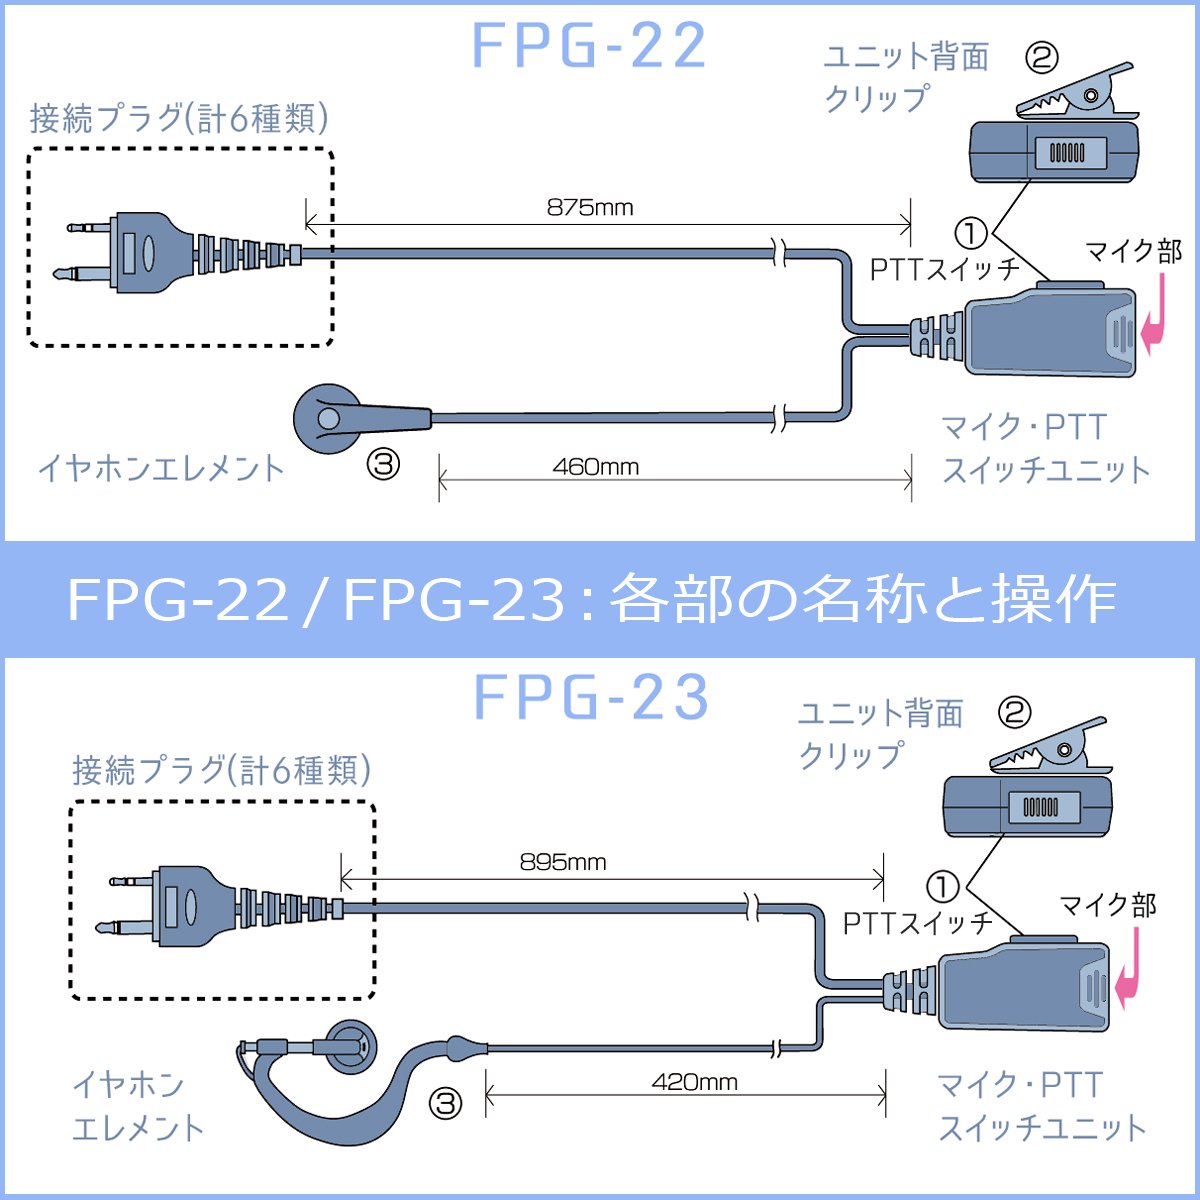 FPG-22
ユニット背面
クリップ
②
接続プラグ(計6種類)
875mm
①
PTTスイッチ
マイク部
イヤホンエレメント
③
460mm
マイク・PTT
スイッチユニット
FPG-22 / FPG-23 : 各部の名称と操作
FPG-23
ユニット背面
クリップ
②
接続プラグ(計6種類)
895mm
①
PTTスイッチ
マイク部
イヤホン
エレメント
③
420mm
マイク・PTT
スイッチユニット